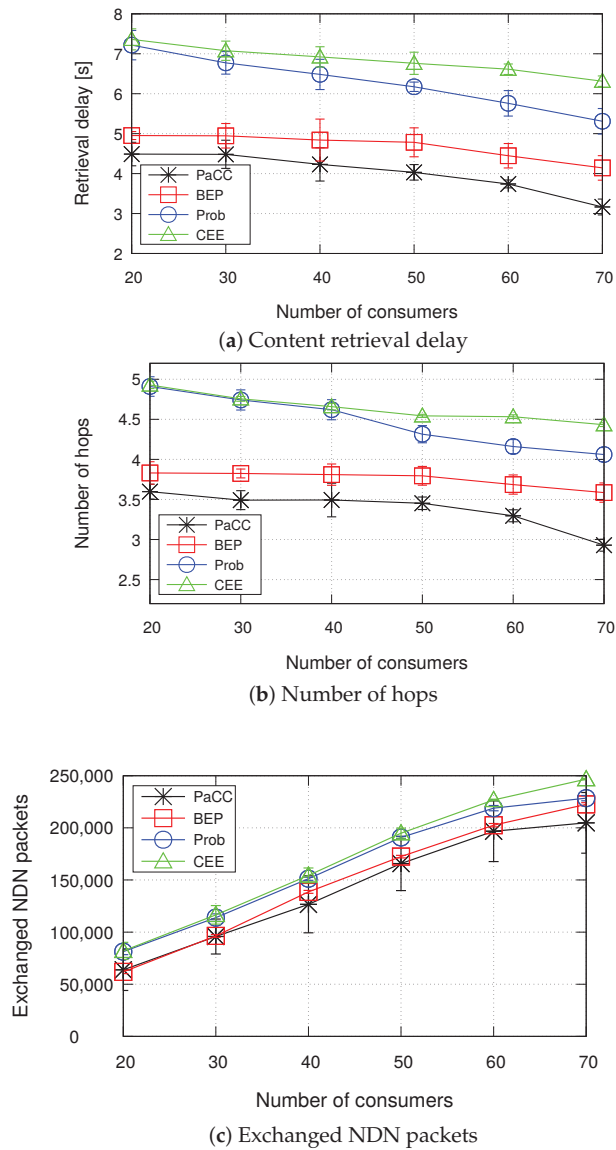 8
7
6
5
4
3
2
Retrieval delay [s]
PaCC
BEP
Prob
CEE
20 30 40 50 60 70
Number of consumers
(a) Content retrieval delay
5
4.5
4
3.5
3
2.5
Number of hops
PaCC
BEP
Prob
CEE
20 30 40 50 60 70
Number of consumers
(b) Number of hops
250,000
200,000
150,000
100,000
50,000
0
Exchanged NDN packets
PaCC
BEP
Prob
CEE
20 30 40 50 60 70
Number of consumers
(c) Exchanged NDN packets